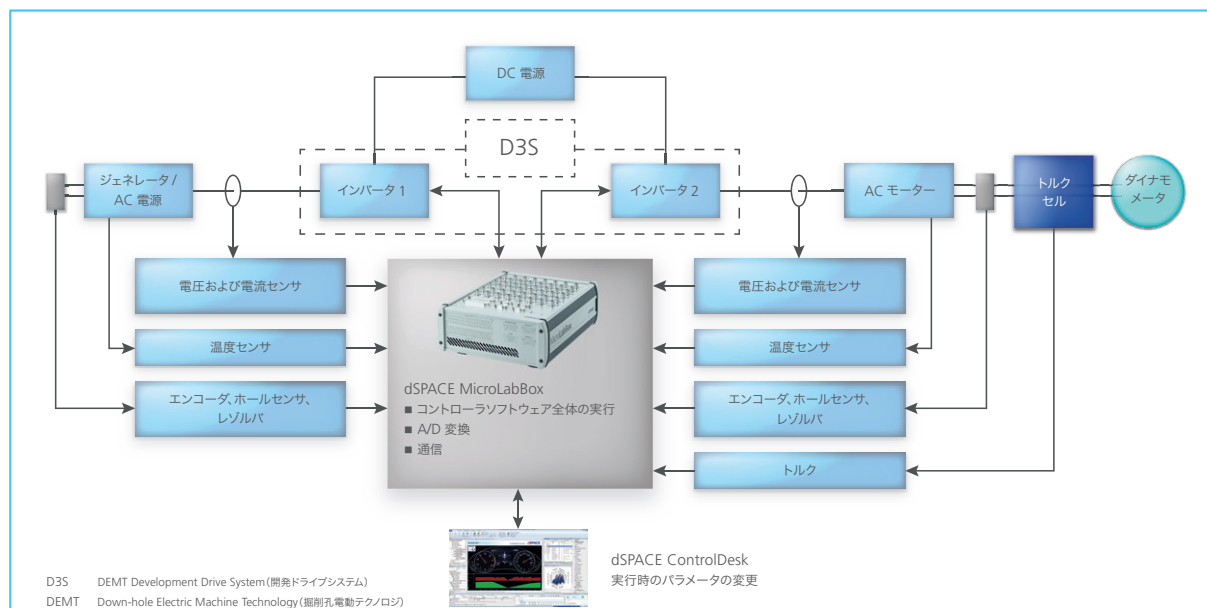 DC 電源
D3S
ジェネレータ /
AC 電源
インバータ 1
インバータ 2
AC モーター
トルク
セル
ダイナモ
メータ
電圧および電流センサ
電圧および電流センサ
温度センサ
温度センサ
エンコーダ、ホールセンサ、
レゾルバ
エンコーダ、ホールセンサ、
レゾルバ
トルク
MicroLabBox
dSPACE MicroLabBox
■ コントローラソフトウェア全体の実行
■ A/D 変換
■ 通信
dSPACE ControlDesk
実行時のパラメータの変更
D3S DEMT Development Drive System(開発ドライブシステム)
DEMT Down-hole Electric Machine Technology(掘削孔電動テクノロジ)